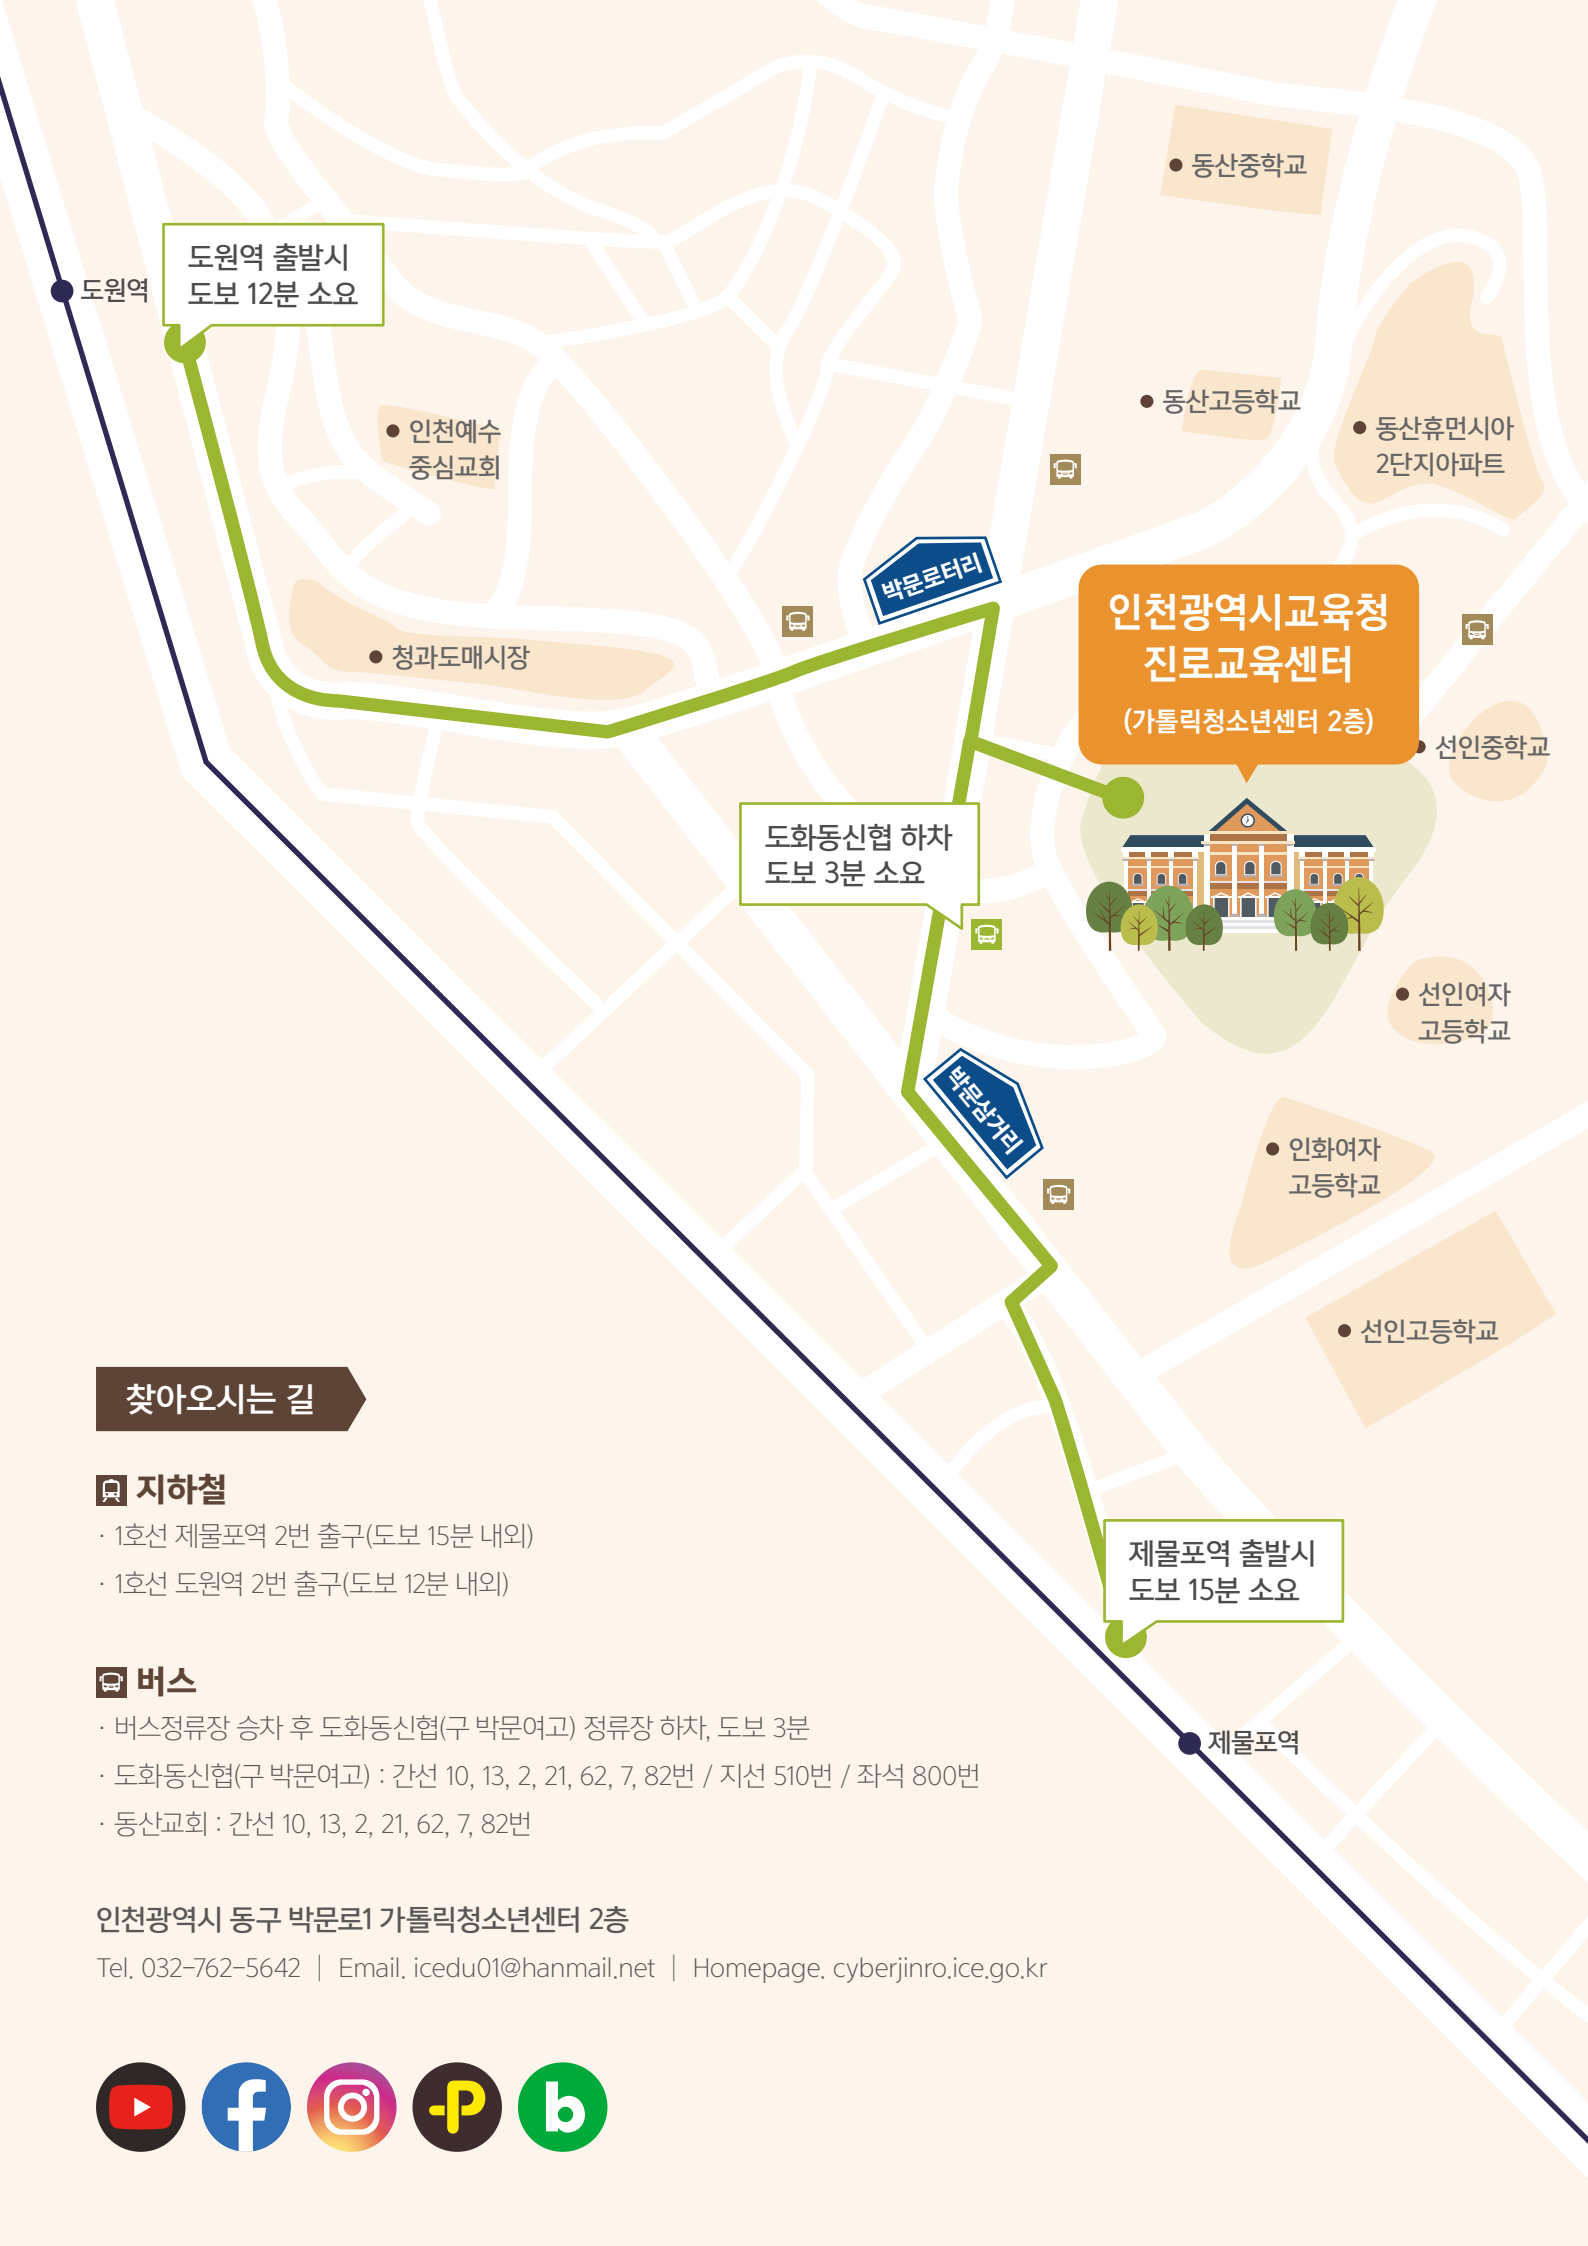 동산중학교
도원역 출발시
도보 12분 소요
도원역
인천예수
중심교회
동산고등학교
동산휴먼시아
2단지아파트
박문로터리
인천광역시교육청
진로교육센터
(가톨릭청소년센터 2층)
청과도매시장
선인중학교
도화동신협 하차
도보 3분 소요
선인여자
고등학교
박문삼거리
인화여자
고등학교
선인고등학교
찾아오시는 길
지하철
· 1호선 제물포역 2번 출구(도보 15분 내외)
· 1호선 도원역 2번 출구(도보 12분 내외)
제물포역 출발시
도보 15분 소요
제물포역
버스
· 버스정류장 승차 후 도화동신협(구 박문여고) 정류장 하차, 도보 3분
· 도화동신협(구 박문여고) : 간선 10, 13, 2, 21, 62, 7, 82번 / 지선 510번 / 좌석 800번
· 동산교회 : 간선 10, 13, 2, 21, 62, 7, 82번
인천광역시 동구 박문로1 가톨릭청소년센터 2층
Tel. 032-762-5642 | Email. icedu01@hanmail.net | Homepage. cyberjinro.ice.go.kr